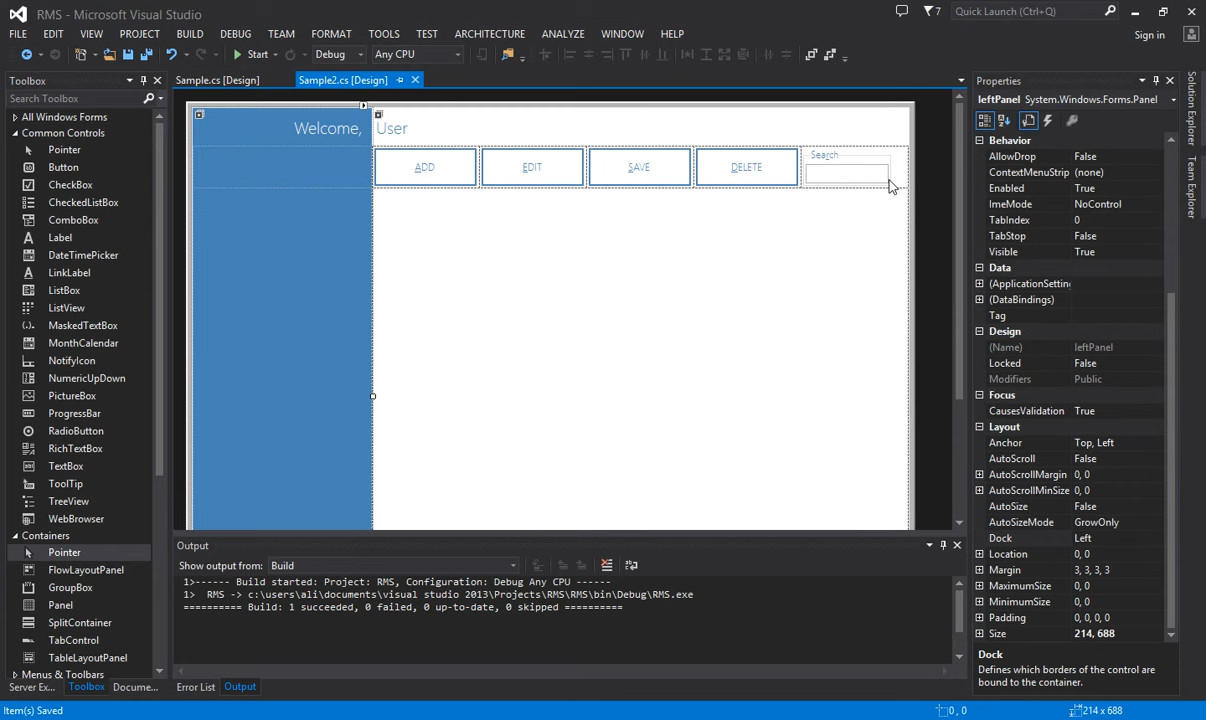 RMS - Microsoft Visual Studio
7
Quick Launch (Ctrl+Q)
FILE EDIT VIEW PROJECT BUILD DEBUG TEAM FORMAT TOOLS TEST ARCHITECTURE ANALYZE WINDOW HELP
Sign in
Start
Debug
Any CPU
Toolbox
Search Toolbox
All Windows Forms
Common Controls
Pointer
Button
CheckBox
CheckedListBox
ComboBox
Label
DateTimePicker
LinkLabel
ListBox
ListView
MaskedTextBox
MonthCalendar
NotifyIcon
NumericUpDown
PictureBox
ProgressBar
RadioButton
RichTextBox
TextBox
ToolTip
TreeView
WebBrowser
Containers
Pointer
FlowLayoutPanel
GroupBox
Panel
SplitContainer
TabControl
TableLayoutPanel
Menus & Toolbars
Server Ex... Toolbox Docume...
Sample.cs [Design]
Sample2.cs [Design]
Welcome, User
ADD EDIT SAVE DELETE
Search
Output
Show output from: Build
1>------ Build started: Project: RMS, Configuration: Debug Any CPU ------
1> RMS -> c:\users\ali\documents\visual studio 2013\Projects\RMS\RMS\bin\Debug\RMS.exe
========== Build: 1 succeeded, 0 failed, 0 up-to-date, 0 skipped ==========
Error List Output
Properties
leftPanel System.Windows.Forms.Panel
Behavior
AllowDrop False
ContextMenuStrip (none)
Enabled True
ImeMode NoControl
TabIndex 0
TabStop False
Visible True
Data
(ApplicationSetting
(DataBindings)
Tag
Design
(Name) leftPanel
Locked False
Modifiers Public
Focus
CausesValidation True
Layout
Anchor Top, Left
AutoScroll False
AutoScrollMargin 0, 0
AutoScrollMinSize 0, 0
AutoSize False
AutoSizeMode GrowOnly
Dock Left
Location 0, 0
Margin 3, 3, 3, 3
MaximumSize 0, 0
MinimumSize 0, 0
Padding 0, 0, 0, 0
Size 214, 688
Dock
Defines which borders of the control are
bound to the container.
Solution Explorer
Team Explorer
Item(s) Saved
0 , 0
214 x 688